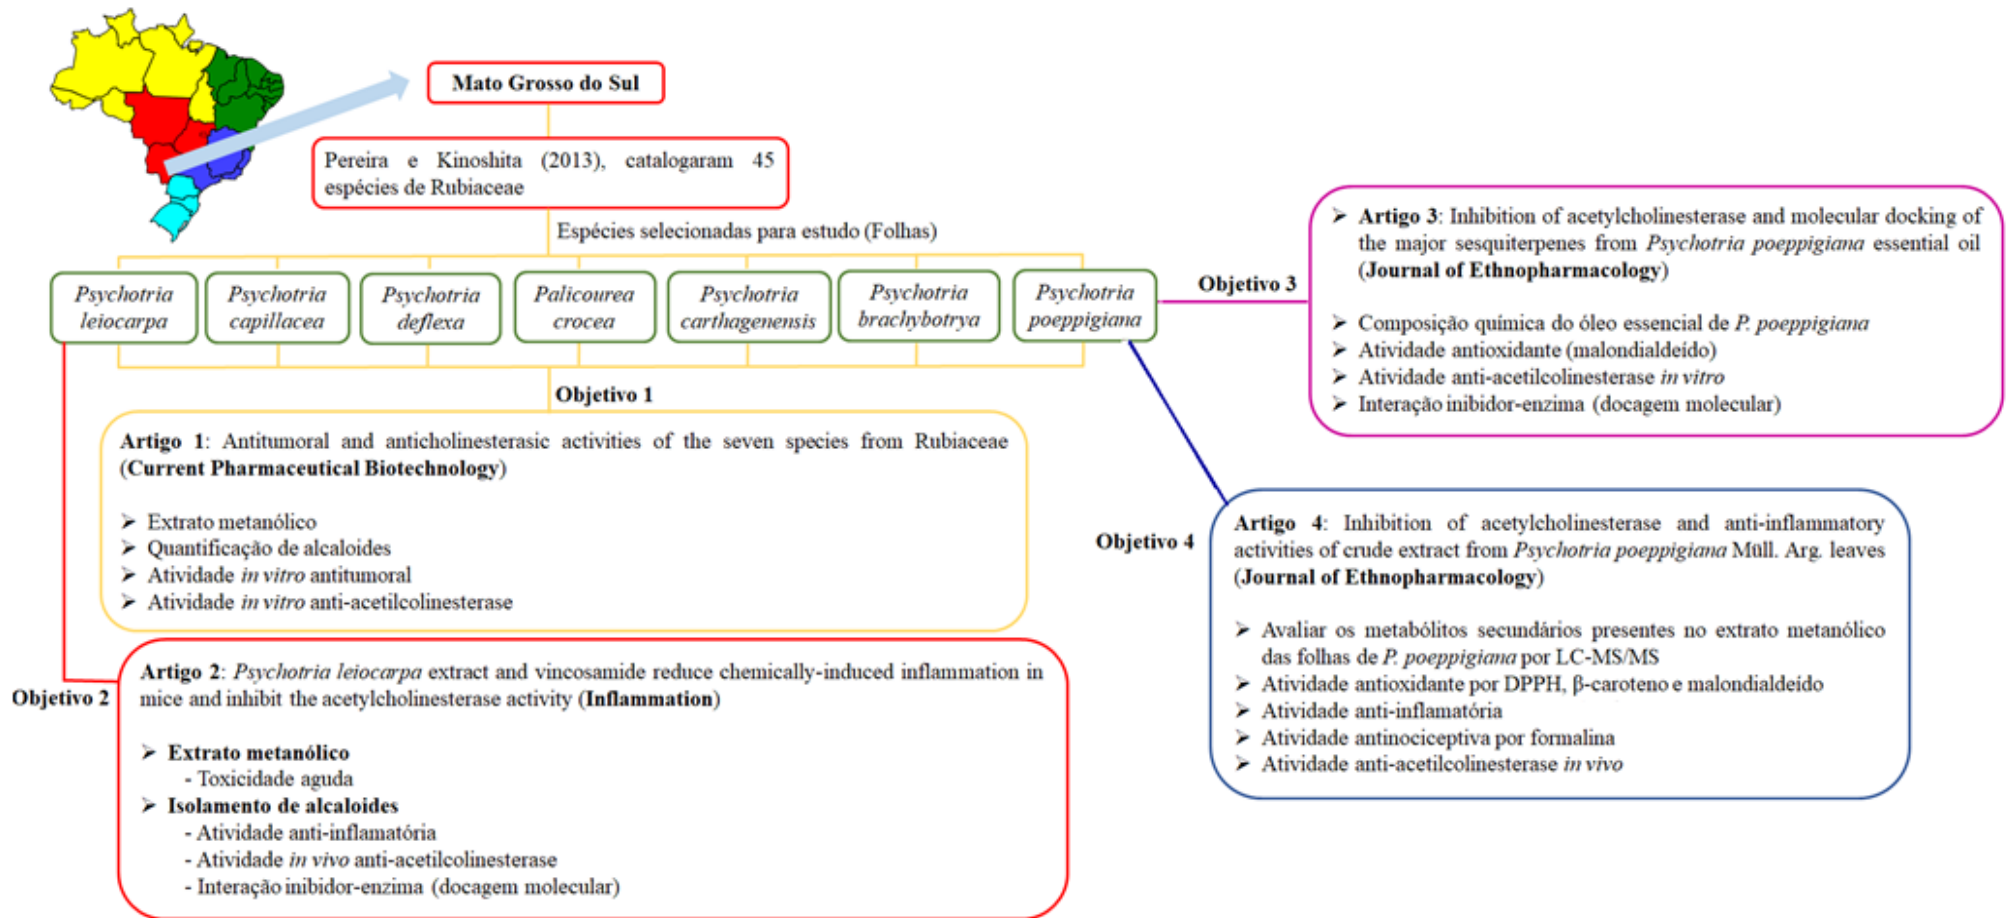 Mato Grosso do Sul
Pereira e Kinoshita (2013), catalogaram 45
espécies de Rubiaceae
Espécies selecionadas para estudo (Folhas)
Psychotria
leiocarpa
Psychotria
capillacea
Psychotria
deflexa
Palicourea
crocea
Psychotria
carthagenensis
Psychotria
brachybotrya
Psychotria
poeppigiana
Objetivo 1
Artigo 1: Antitumoral and anticholinesterasic activities of the seven species from Rubiaceae
(Current Pharmaceutical Biotechnology)
➢ Extrato metanólico
➢ Quantificação de alcaloides
➢ Atividade in vitro antitumoral
➢ Atividade in vitro anti-acetilcolinesterase
Objetivo 2
Artigo 2: Psychotria leiocarpa extract and vincosamide reduce chemically-induced inflammation in
mice and inhibit the acetylcholinesterase activity (Inflammation)
➢ Extrato metanólico
- Toxicidade aguda
➢ Isolamento de alcaloides
- Atividade anti-inflamatória
- Atividade in vivo anti-acetilcolinesterase
- Interação inibidor-enzima (docagem molecular)
Objetivo 3
➢ Artigo 3: Inhibition of acetylcholinesterase and molecular docking of
the major sesquiterpenes from Psychotria poeppigiana essential oil
(Journal of Ethnopharmacology)
➢ Composição química do óleo essencial de P. poeppigiana
➢ Atividade antioxidante (malondialdeído)
➢ Atividade anti-acetilcolinesterase in vitro
➢ Interação inibidor-enzima (docagem molecular)
Objetivo 4
Artigo 4: Inhibition of acetylcholinesterase and anti-inflammatory
activities of crude extract from Psychotria poeppigiana Müll. Arg. leaves
(Journal of Ethnopharmacology)
➢ Avaliar os metabólitos secundários presentes no extrato metanólico
das folhas de P. poeppigiana por LC-MS/MS
➢ Atividade antioxidante por DPPH, β-caroteno e malondialdeído
➢ Atividade anti-inflamatória
➢ Atividade antinociceptiva por formalina
➢ Atividade anti-acetilcolinesterase in vivo